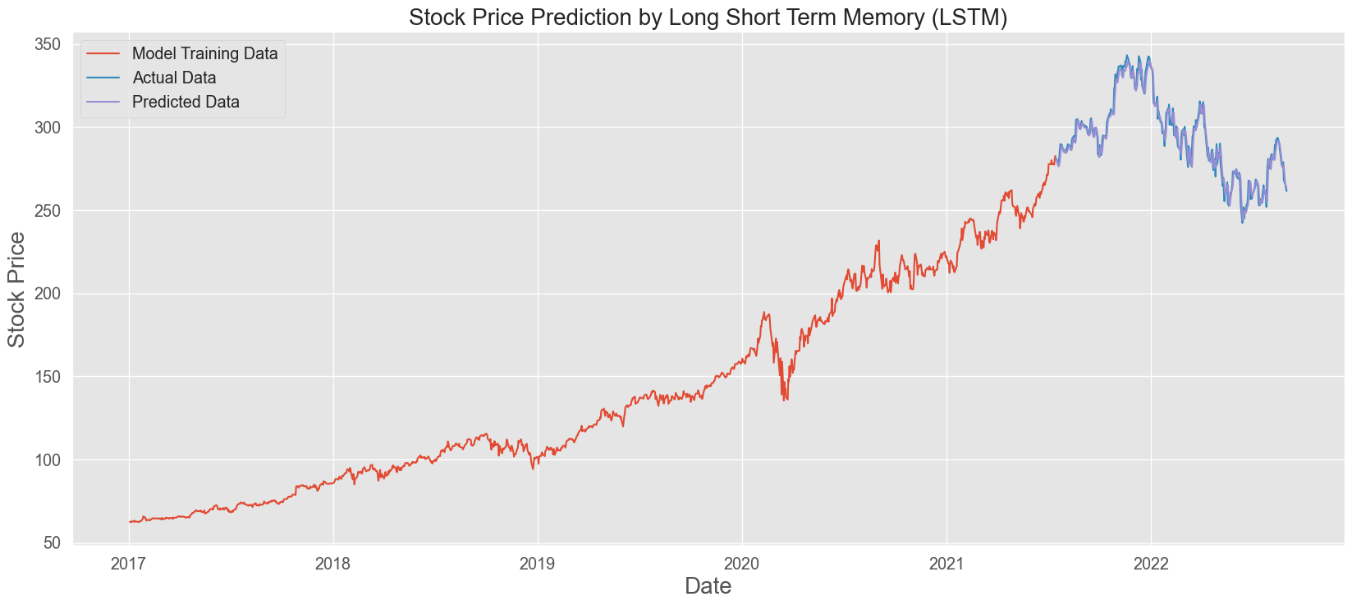 Stock Price Prediction by Long Short Term Memory (LSTM)
Model Training Data
Actual Data
Predicted Data
350
300
250
200
150
100
50
Stock Price
2017 2018 2019 2020 2021 2022
Date